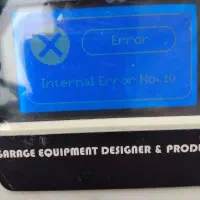 Error
Internal Error No.10
GARAGE EQUIPMENT DESIGNER & PROD